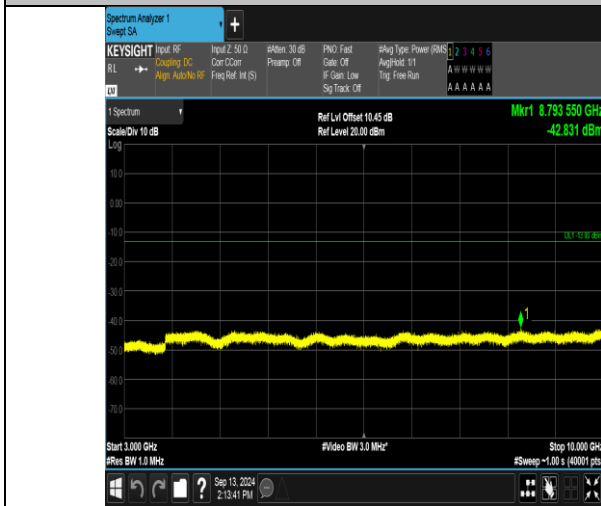 Spectrum Analyzer 1
Swept SA
+
KEYSIGHT Input: RF Input Z: 50 Ω #Atten: 30 dB PNO: Fast #Avg Type: Power (RMS 1 2 3 4 5 6
RL Coupling: DC Corr CCorr Preamp: Off Gate: Off Avg|Hold: 1/1 A W W W W W
Align: Auto/No RF Freq Ref: Int (S) IF Gain: Low Trig: Free Run
Sig Track: Off A A A A A A
1 Spectrum Ref Lvl Offset 10.45 dB Mkr1 8.793 550 GHz
Scale/Div 10 dB Ref Level 20.00 dBm -42.831 dBm
Log
10.0
0.00
-10.0
DL1 -13.00 dBm
-20.0
-30.0
-40.0
1
-50.0
-60.0
-70.0
Start 3.000 GHz #Video BW 3.0 MHz* Stop 10.000 GHz
#Res BW 1.0 MHz #Sweep ~1.00 s (40001 pts
? Sep 13, 2024
2:13:41 PM